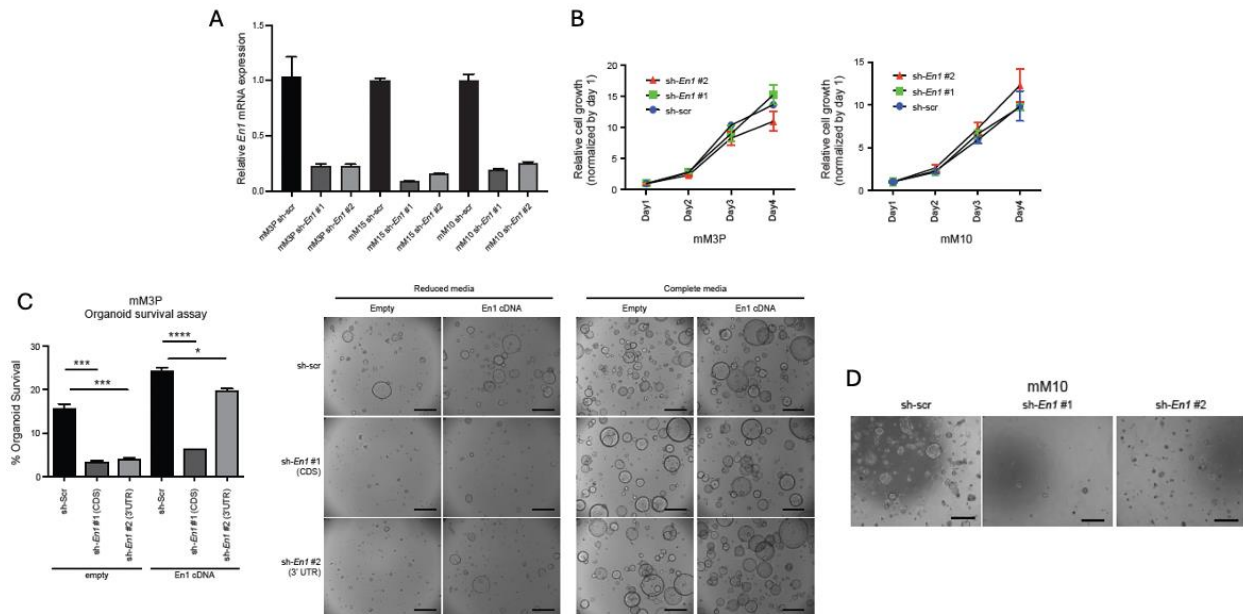 A
Relative En1 mRNA expression
1.5
1.0
0.5
0.0
mM3P sh-scr
mM3P sh-En1 #1
mM3P sh-En1 #2
mM15 sh-scr
mM15 sh-En1 #1
mM15 sh-En1 #2
mM10 sh-scr
mM10 sh-En1 #1
mM10 sh-En1 #2
B
Relative cell growth
(normalized by day 1)
20
15
10
5
0
sh-En1 #2
sh-En1 #1
sh-scr
Day1
Day2
Day3
Day4
mM3P
Relative cell growth
(normalized by day 1)
15
10
5
0
sh-En1 #2
sh-En1 #1
sh-scr
Day1
Day2
Day3
Day4
mM10
C
mM3P
Organoid survival assay
% Organoid Survival
30
20
10
0
***
***
****
*
sh-Scr
sh-En1 #1 (CDS)
sh-En1 #2 (3'UTR)
sh-Scr
sh-En1 #1 (CDS)
sh-En1 #2 (3'UTR)
empty
En1 cDNA
Reduced media
Complete media
Empty
En1 cDNA
Empty
En1 cDNA
sh-scr
sh-En1 #1
(CDS)
sh-En1 #2
(3' UTR)
D
mM10
sh-scr
sh-En1 #1
sh-En1 #2